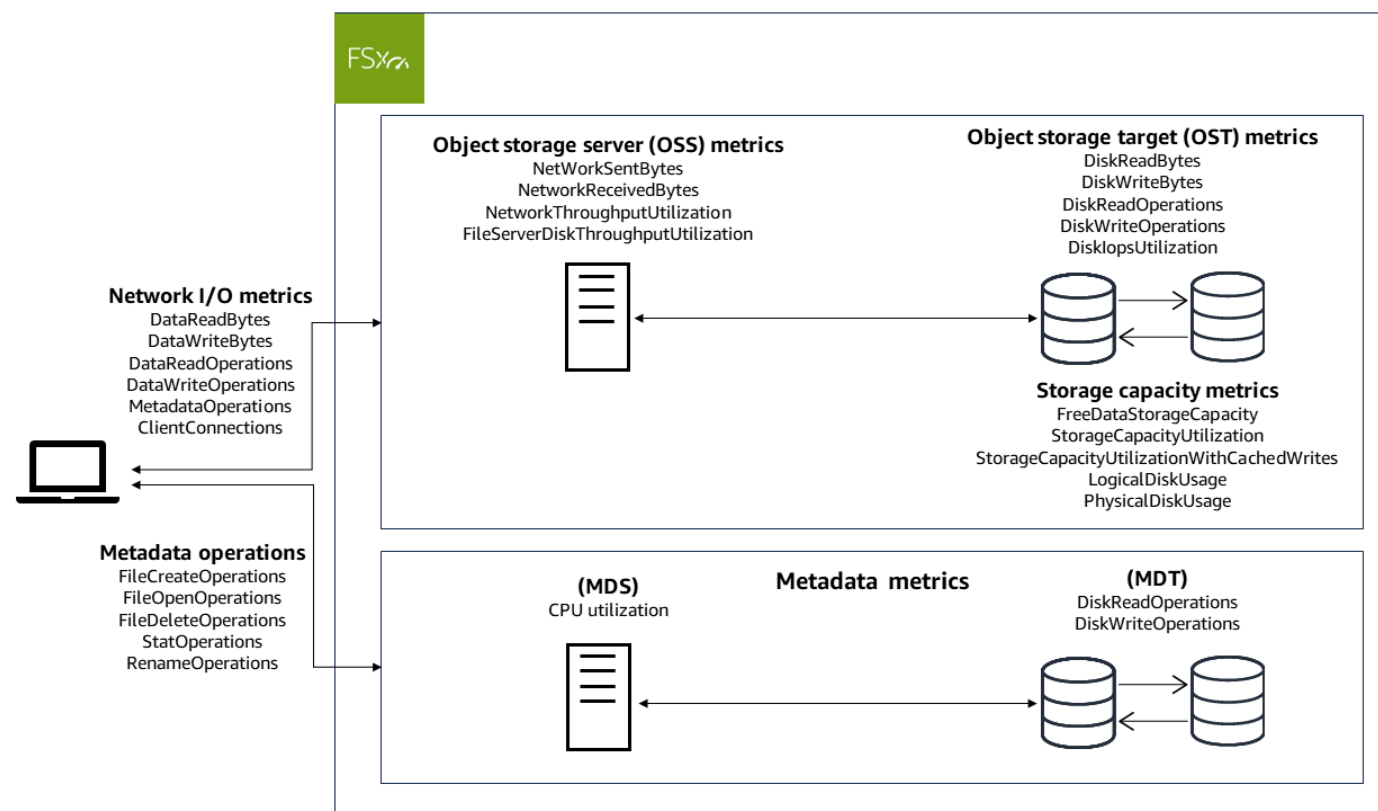 FSx
Object storage server (OSS) metrics
NetWorkSentBytes
NetworkReceivedBytes
NetworkThroughputUtilization
FileServerDiskThroughputUtilization
Object storage target (OST) metrics
DiskReadBytes
DiskWriteBytes
DiskReadOperations
DiskWriteOperations
DiskIopsUtilization
Network I/O metrics
DataReadBytes
DataWriteBytes
DataReadOperations
DataWriteOperations
MetadataOperations
ClientConnections
Storage capacity metrics
FreeDataStorageCapacity
StorageCapacityUtilization
StorageCapacityUtilizationWithCachedWrites
LogicalDiskUsage
PhysicalDiskUsage
Metadata operations
FileCreateOperations
FileOpenOperations
FileDeleteOperations
StatOperations
RenameOperations
Metadata metrics
(MDS)
CPU utilization
(MDT)
DiskReadOperations
DiskWriteOperations